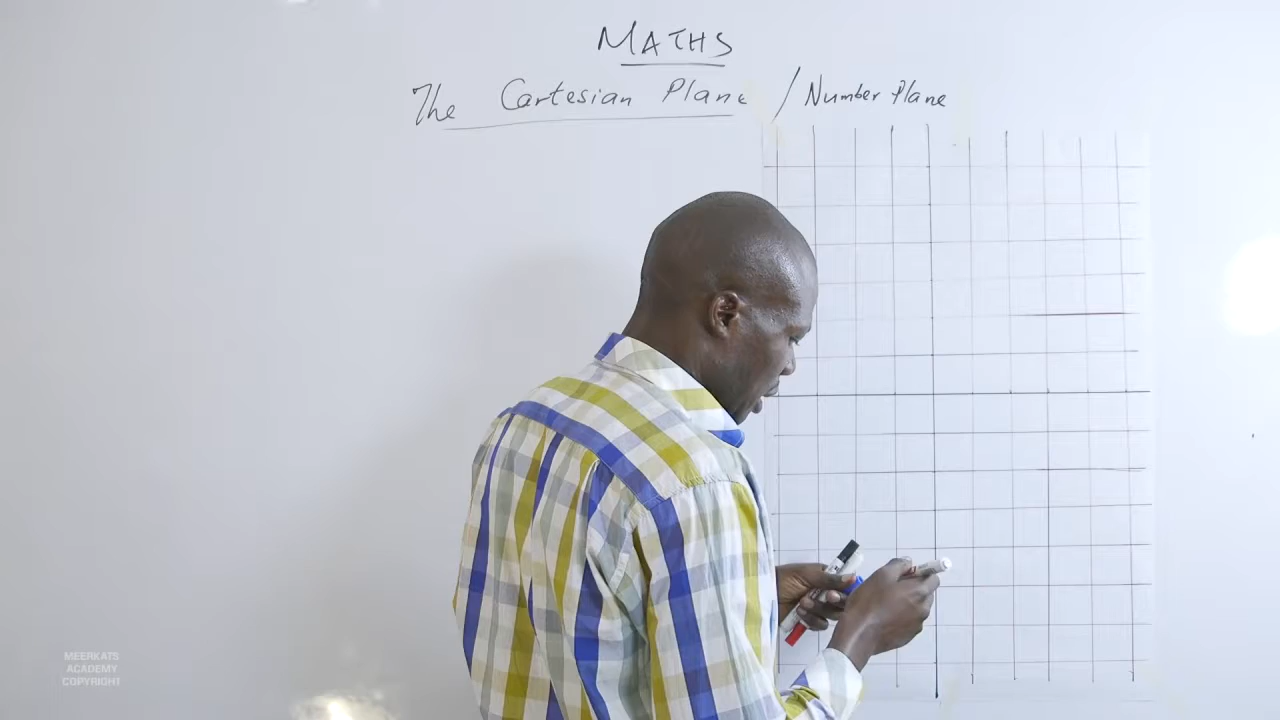 MATHS
The Cartesian Plane / Number Plane
MEERKATS
ACADEMY
COPYRIGHT